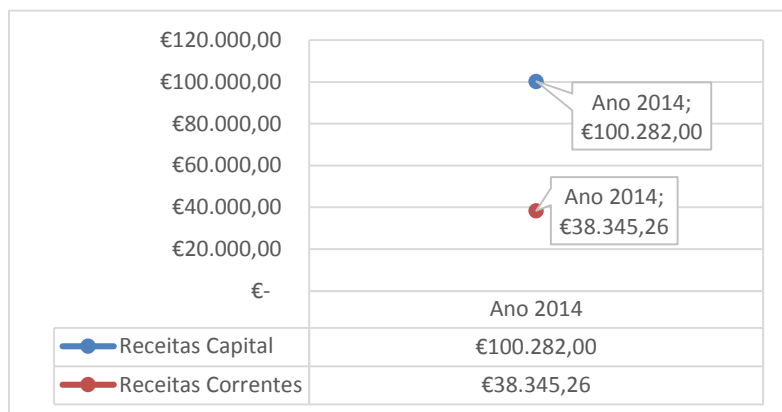 €120.000,00
€100.000,00
€80.000,00
€60.000,00
€40.000,00
€20.000,00
€-
Ano 2014;
€100.282,00
Ano 2014;
€38.345,26
Ano 2014
Receitas Capital €100.282,00
Receitas Correntes €38.345,26